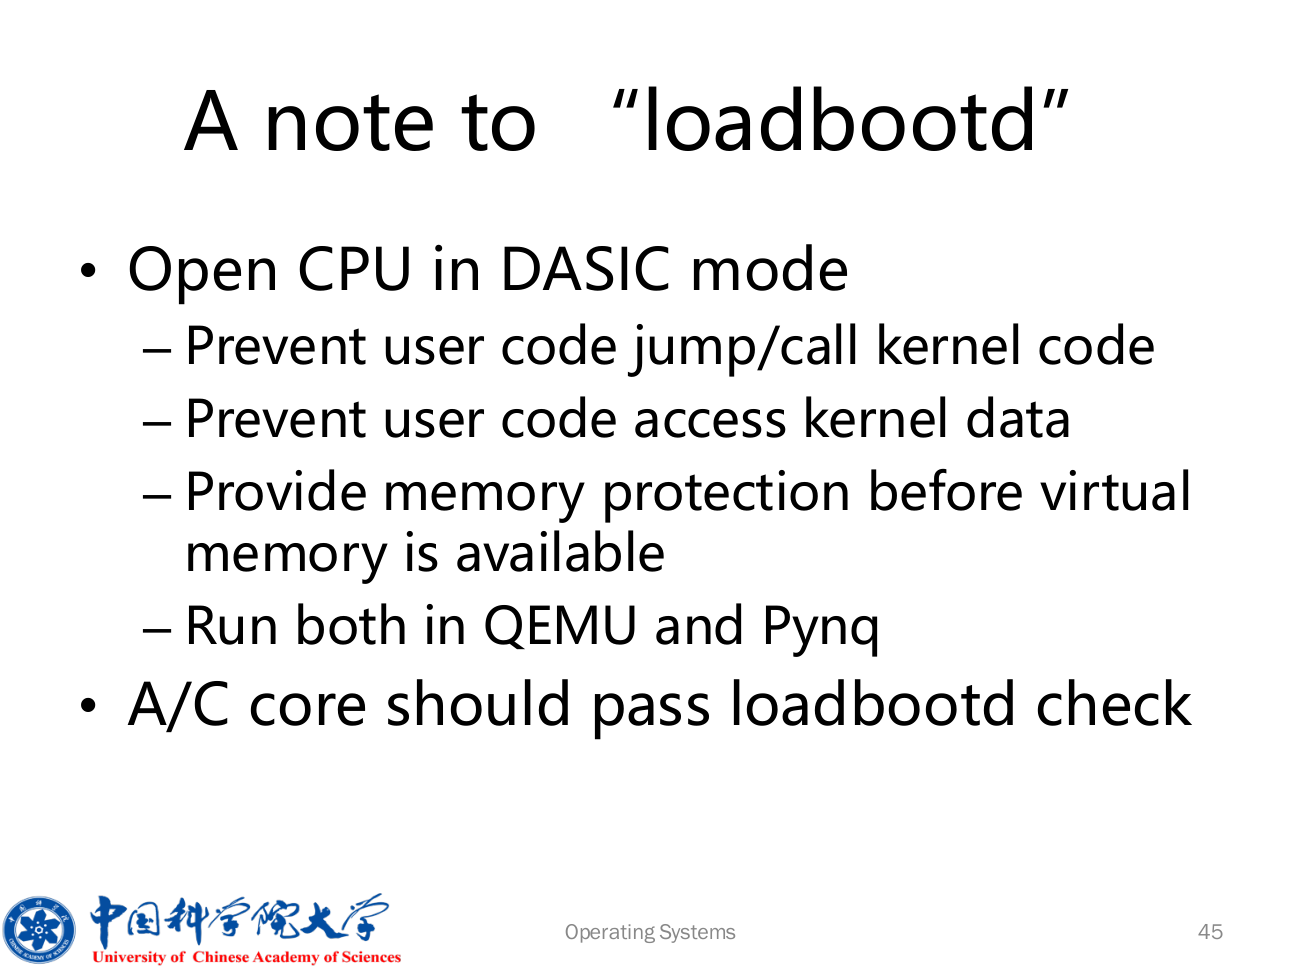 A note to “loadbootd”
• Open CPU in DASIC mode
– Prevent user code jump/call kernel code
– Prevent user code access kernel data
– Provide memory protection before virtual
memory is available
– Run both in QEMU and Pynq
• A/C core should pass loadbootd check
中国科学院大学
University of Chinese Academy of Sciences
Operating Systems
45